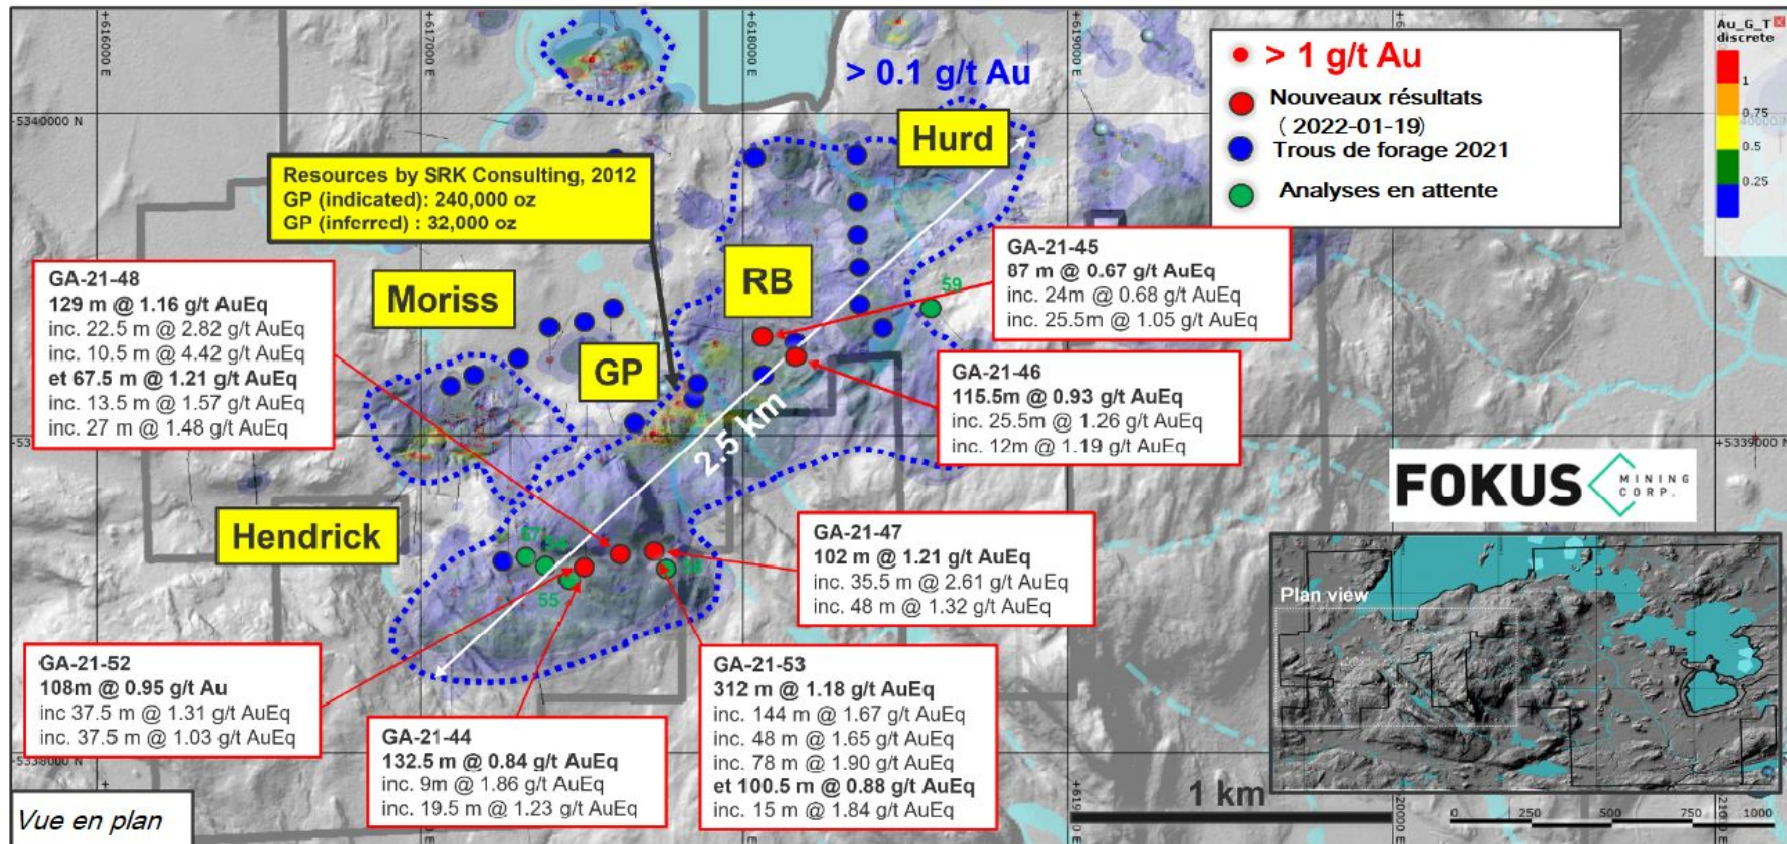 +616000 E
+617000 E
+618000 E
+619000 E
-5340000 N
> 0.1 g/t Au
Hurd
> 1 g/t Au
Nouveaux résultats
( 2022-01-19)
Trous de forage 2021
Analyses en attente
Au_G_T
discrete
1
0.75
0.5
0.25
Resources by SRK Consulting, 2012
GP (indicated): 240,000 oz
GP (inferred) : 32,000 oz
GA-21-48
129 m @ 1.16 g/t AuEq
inc. 22.5 m @ 2.82 g/t AuEq
inc. 10.5 m @ 4.42 g/t AuEq
et 67.5 m @ 1.21 g/t AuEq
inc. 13.5 m @ 1.57 g/t AuEq
inc. 27 m @ 1.48 g/t AuEq
Moriss
RB
GP
59
GA-21-45
87 m @ 0.67 g/t AuEq
inc. 24m @ 0.68 g/t AuEq
inc. 25.5m @ 1.05 g/t AuEq
GA-21-46
115.5m @ 0.93 g/t AuEq
inc. 25.5m @ 1.26 g/t AuEq
inc. 12m @ 1.19 g/t AuEq
2.5 km
+5339000 N
FOKUS
MINING
CORP.
Hendrick
55
GA-21-47
102 m @ 1.21 g/t AuEq
inc. 35.5 m @ 2.61 g/t AuEq
inc. 48 m @ 1.32 g/t AuEq
Plan view
GA-21-52
108m @ 0.95 g/t Au
inc 37.5 m @ 1.31 g/t AuEq
inc. 37.5 m @ 1.03 g/t AuEq
GA-21-44
132.5 m @ 0.84 g/t AuEq
inc. 9m @ 1.86 g/t AuEq
inc. 19.5 m @ 1.23 g/t AuEq
GA-21-53
312 m @ 1.18 g/t AuEq
inc. 144 m @ 1.67 g/t AuEq
inc. 48 m @ 1.65 g/t AuEq
inc. 78 m @ 1.90 g/t AuEq
et 100.5 m @ 0.88 g/t AuEq
inc. 15 m @ 1.84 g/t AuEq
-5338000 N
1 km
0 250 500 750 1000
Vue en plan